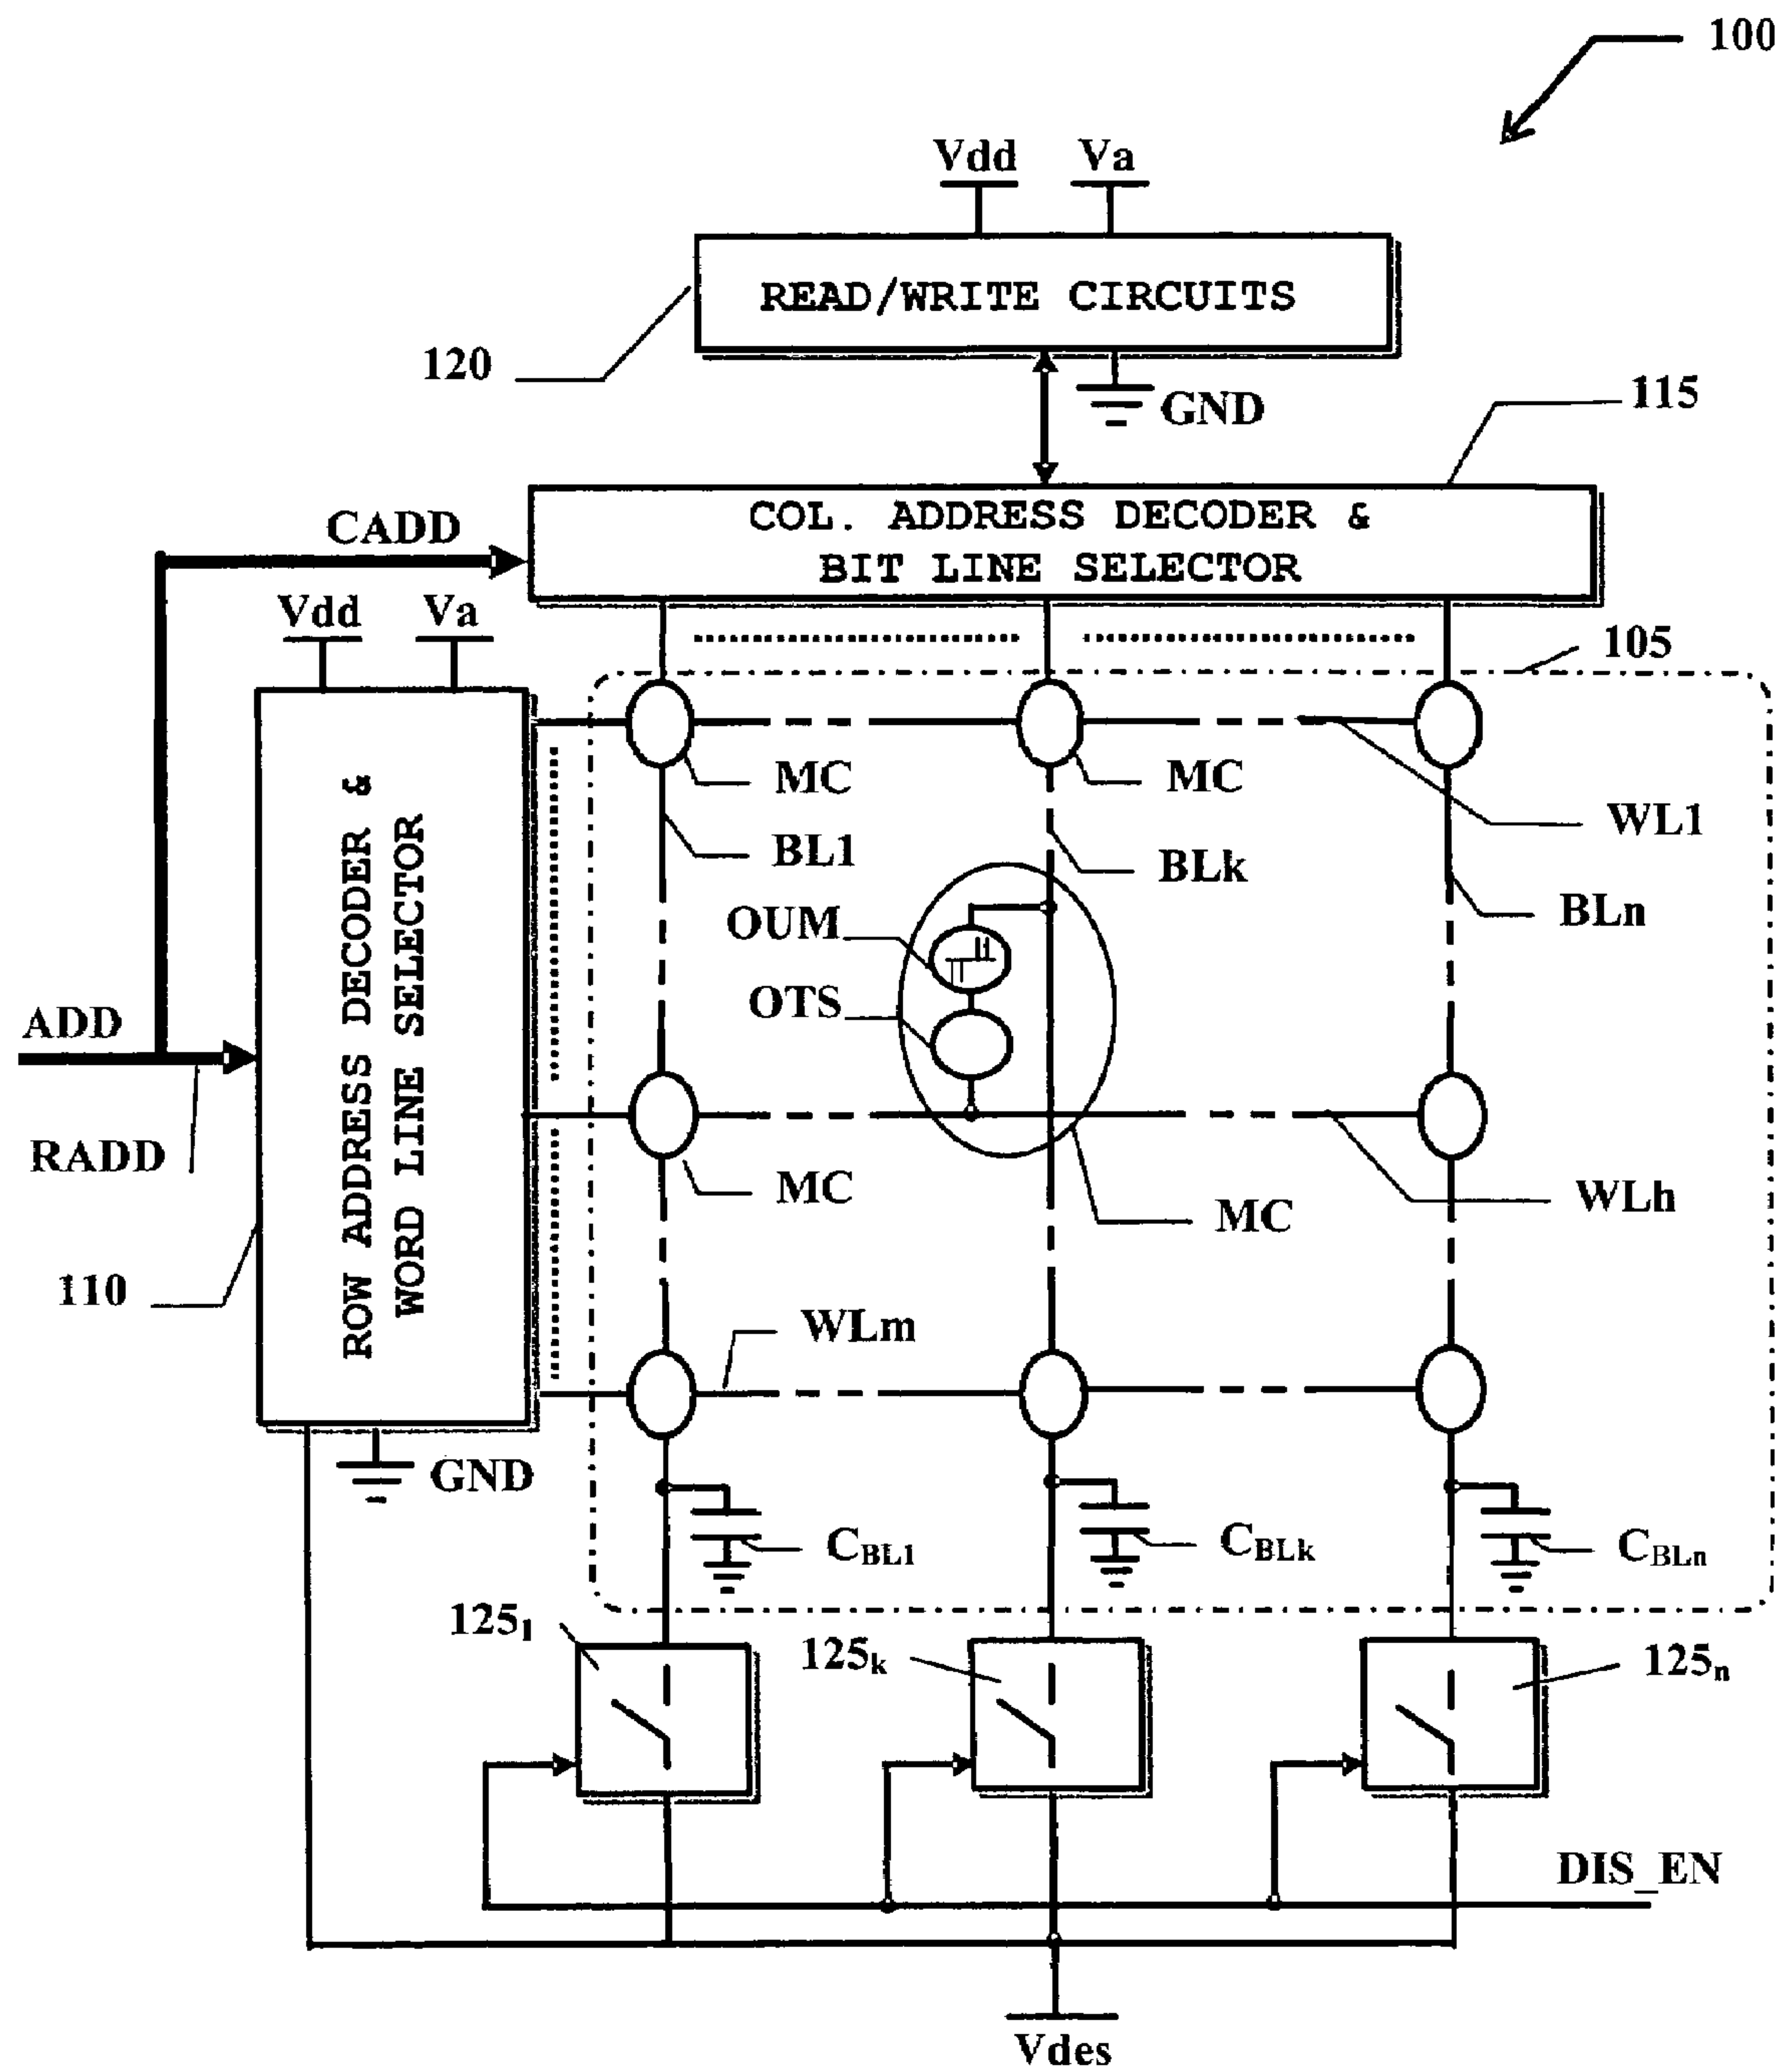 100
Vdd
Va
READ/WRITE CIRCUITS
120
GND
115
COL. ADDRESS DECODER &
BIT LINE SELECTOR
CADD
Vdd
Va
105
MC
MC
WL1
BL1
BLk
BLn
OUM
OTS
ADD
ROW ADDRESS DECODER &
WORD LINE SELECTOR
RADD
MC
MC
WLh
110
WLm
GND
CBL1
CBLk
CBLn
1251
125k
125n
DIS_EN
Vdes